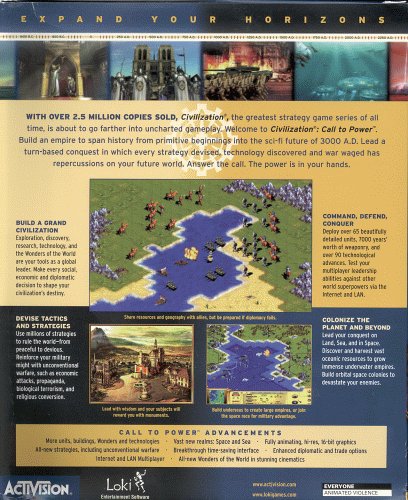 EXPAND YOUR HORIZONS
WITH OVER 2.5 MILLION COPIES SOLD, Civilization®, the greatest strategy game series of all
time, is about to go farther into uncharted gameplay. Welcome to Civilization®: Call to Power™.
Build an empire to span history from primitive beginnings into the sci-fi future of 3000 A.D. Lead a
turn-based conquest in which every strategy devised, technology discovered and war waged has
repercussions on your future world. Answer the call. The power is in your hands.
BUILD A GRAND
CIVILIZATION
Exploration, discovery,
research, technology, and
the Wonders of the World
are your tools as a global
leader. Make every social,
economic and diplomatic
decision to shape your
civilization's destiny.
COMMAND, DEFEND,
CONQUER
Deploy over 65 beautifully
detailed units, 7000 years'
worth of weaponry, and
over 90 technological
advances. Test your
multiplayer leadership
abilities against other
world superpowers via the
Internet and LAN.
Share resources and geography with allies, but be prepared if diplomacy fails.
DEVISE TACTICS
AND STRATEGIES
Use millions of strategies
to rule the world–from
peaceful to devious.
Reinforce your military
might with unconventional
warfare, such as economic
attacks, propaganda,
biological terrorism, and
religious conversion.
COLONIZE THE
PLANET AND BEYOND
Lead your conquest on
Land, Sea, and in Space.
Discover and harvest vast
oceanic resources to grow
immense underwater empires.
Build orbital space colonies to
devastate your enemies.
Lead with wisdom and your subjects will
reward you with monuments.
Build undersea to create large empires, or join
the space race for military advantage.
CALL TO POWER™ ADVANCEMENTS
More units, buildings, Wonders and technologies · Vast new realms: Space and Sea · Fully animating, hi-res, 16-bit graphics
All-new strategies, including unconventional warfare · Breakthrough time-saving interface · Enhanced diplomatic and trade options
Internet and LAN Multiplayer · All-new Wonders of the World in stunning cinematics
ACTIVISION®
Loki
Entertainment Software
www.activision.com
www.lokigames.com
EVERYONE
ANIMATED VIOLENCE